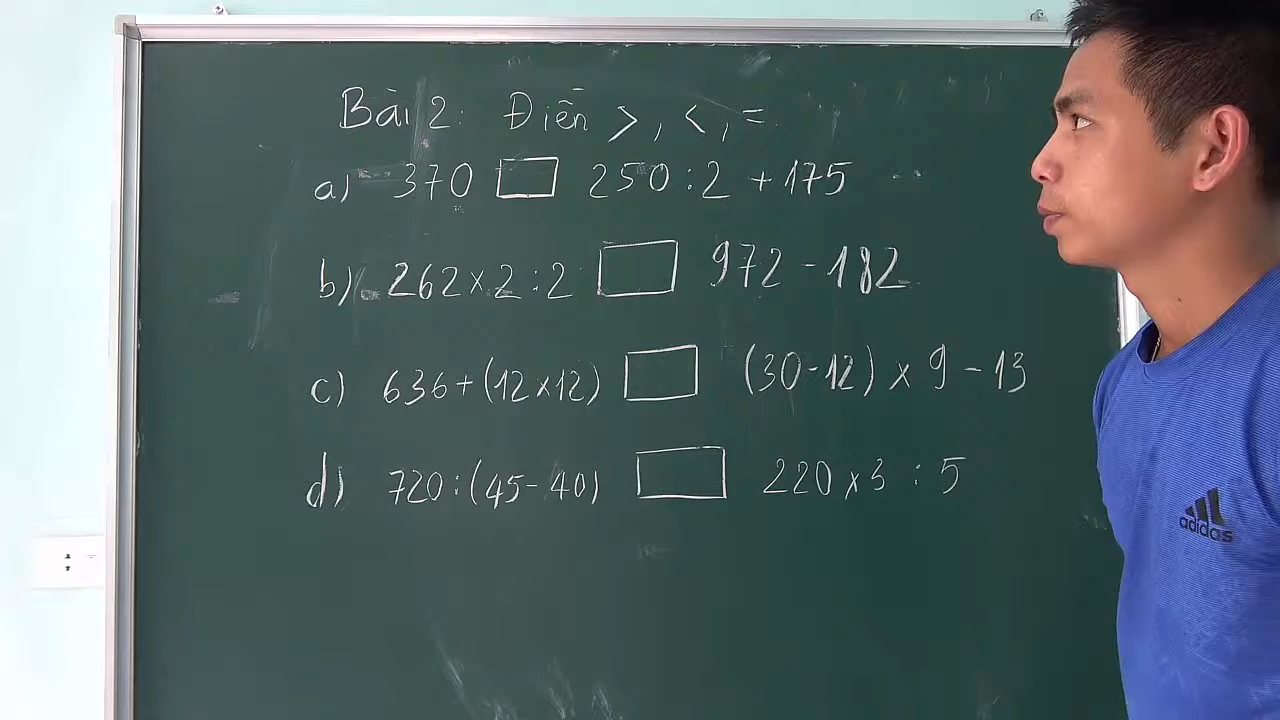 Bài 2: Điền >, <, =
a) 370 □ 250 : 2 + 175
b) 262 x 2 : 2 □ 972 - 182
c) 636 + (12 x 12) □ (30 - 12) x 9 - 13
d) 720 : (45 - 40) □ 220 x 3 : 5
adidas